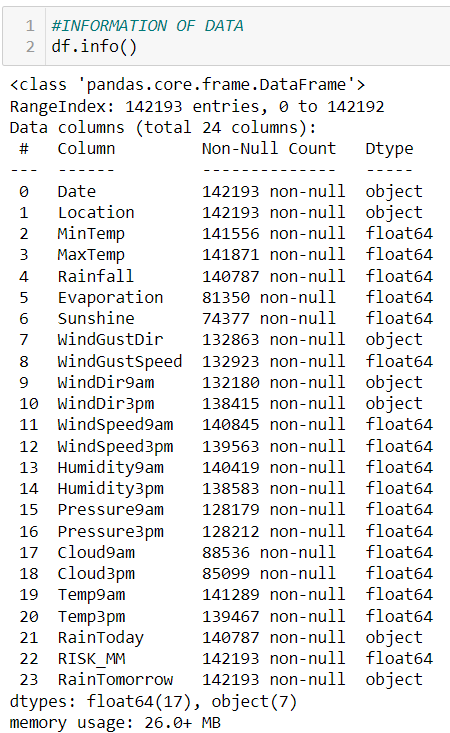 1 #INFORMATION OF DATA
2 df.info()
<class 'pandas.core.frame.DataFrame'>
RangeIndex: 142193 entries, 0 to 142192
Data columns (total 24 columns):
 #   Column         Non-Null Count   Dtype
---  ------         --------------   -----
 0   Date           142193 non-null  object
 1   Location       142193 non-null  object
 2   MinTemp        141556 non-null  float64
 3   MaxTemp        141871 non-null  float64
 4   Rainfall       140787 non-null  float64
 5   Evaporation    81350 non-null   float64
 6   Sunshine       74377 non-null   float64
 7   WindGustDir    132863 non-null  object
 8   WindGustSpeed  132923 non-null  float64
 9   WindDir9am     132180 non-null  object
 10  WindDir3pm     138415 non-null  object
 11  WindSpeed9am   140845 non-null  float64
 12  WindSpeed3pm   139563 non-null  float64
 13  Humidity9am    140419 non-null  float64
 14  Humidity3pm    138583 non-null  float64
 15  Pressure9am    128179 non-null  float64
 16  Pressure3pm    128212 non-null  float64
 17  Cloud9am       88536 non-null   float64
 18  Cloud3pm       85099 non-null   float64
 19  Temp9am        141289 non-null  float64
 20  Temp3pm        139467 non-null  float64
 21  RainToday      140787 non-null  object
 22  RISK_MM        142193 non-null  float64
 23  RainTomorrow   142193 non-null  object
dtypes: float64(17), object(7)
memory usage: 26.0+ MB